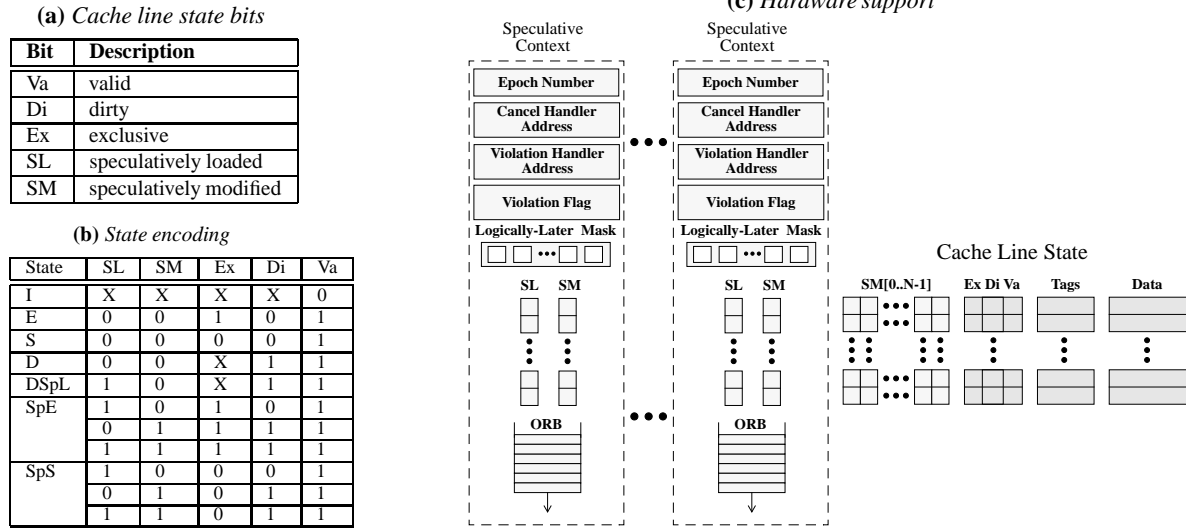 (a) Cache line state bits
Bit Description
Va valid
Di dirty
Ex exclusive
SL speculatively loaded
SM speculatively modified
(b) State encoding
State SL SM Ex Di Va
I X X X X 0
E 0 0 1 0 1
S 0 0 0 0 1
D 0 0 X 1 1
DSpL 1 0 X 1 1
SpE 1 0 1 0 1
0 1 1 1 1
1 1 1 1 1
SpS 1 0 0 0 1
0 1 0 1 1
1 1 0 1 1
(c) Hardware support
Speculative
Context
Epoch Number
Cancel Handler
Address
Violation Handler
Address
Violation Flag
Logically-Later Mask
SL SM
ORB
Speculative
Context
Epoch Number
Cancel Handler
Address
Violation Handler
Address
Violation Flag
Logically-Later Mask
SL SM
ORB
Cache Line State
SM[0..N-1] Ex Di Va Tags Data